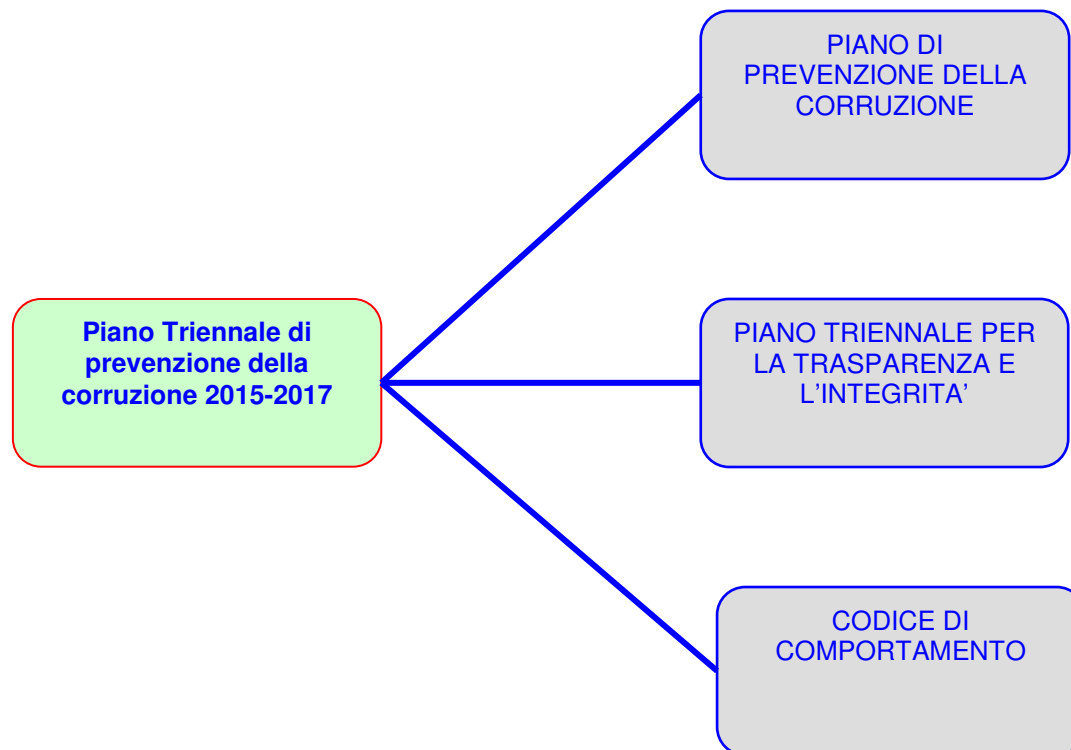 PIANO DI
PREVENZIONE DELLA
CORRUZIONE
Piano Triennale di
prevenzione della
corruzione 2015-2017
PIANO TRIENNALE PER
LA TRASPARENZA E
L'INTEGRITA'
CODICE DI
COMPORTAMENTO